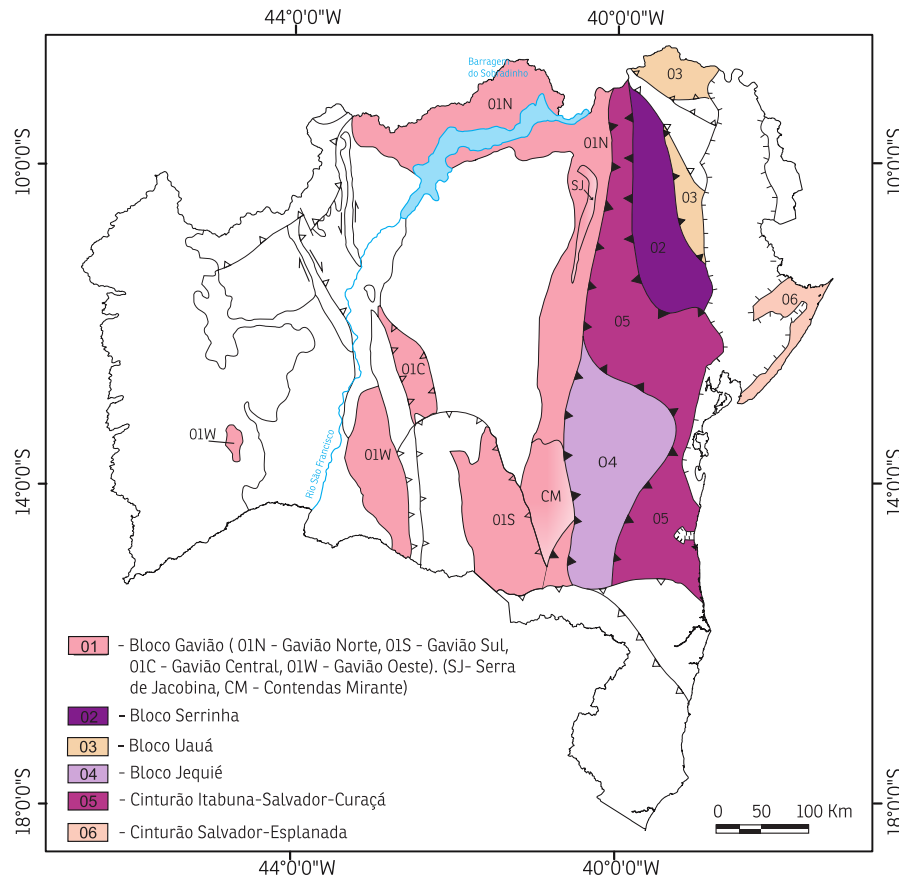 44°0'0"W
40°0'0"W
Barragem
do Sobradinho
03
01N
10°0'0"S
10°0'0"S
01N
SJ
03
02
06
05
01C
01W
Rio São Francisco
01W
04
14°0'0"S
14°0'0"S
CM
01S
05
01 - Bloco Gavião ( 01N - Gavião Norte, 01S - Gavião Sul,
01C - Gavião Central, 01W - Gavião Oeste). (SJ- Serra
de Jacobina, CM - Contendas Mirante)
02 - Bloco Serrinha
03 - Bloco Uauá
04 - Bloco Jequié
05 - Cinturão Itabuna-Salvador-Curaçá
06 - Cinturão Salvador-Esplanada
0 50 100 Km
18°0'0"S
18°0'0"S
44°0'0"W
40°0'0"W